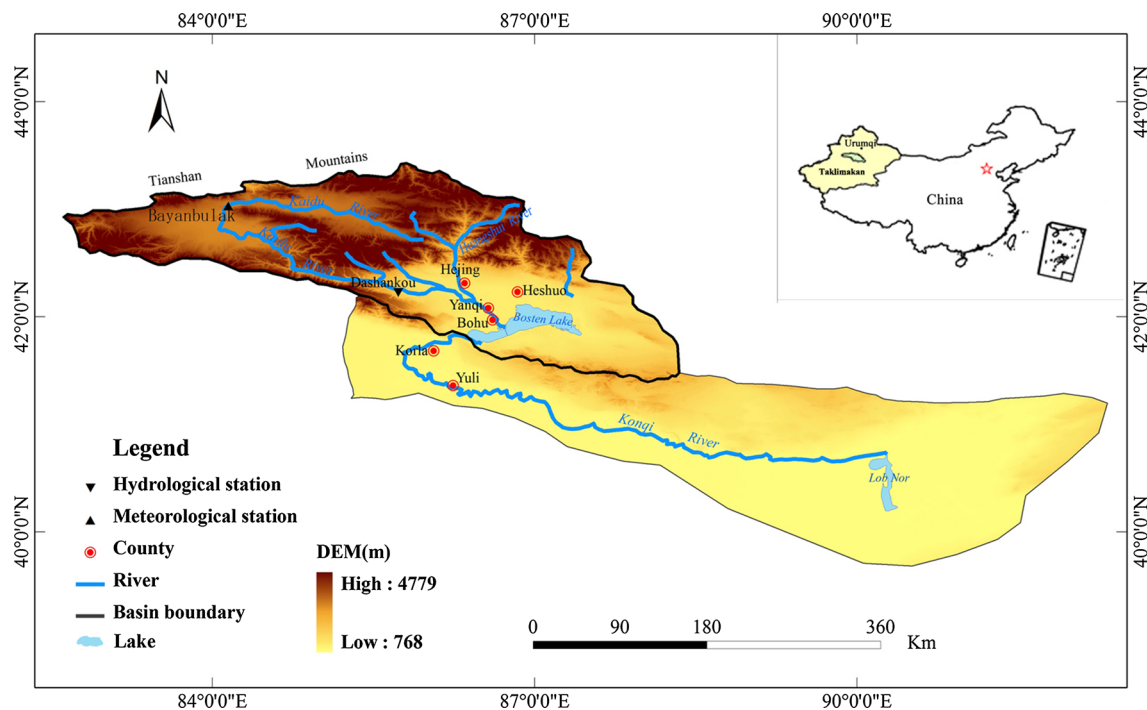 84°0'0"E 87°0'0"E 90°0'0"E
44°0'0"N 44°0'0"N
42°0'0"N 42°0'0"N
40°0'0"N 40°0'0"N
N
Tianshan Mountains
Bayanbulak
Kaidu River
Kaidu River
Huangshui River
Dashankou
Hejing
Heshuo
Yanqi
Bohu
Bosten Lake
Korla
Yuli
Konqi River
Lob Nor
Urumqi
Taklimakan
China
Legend
Hydrological station
Meteorological station
County
River
Basin boundary
Lake
DEM(m)
High : 4779
Low : 768
0 90 180 360 Km
84°0'0"E 87°0'0"E 90°0'0"E